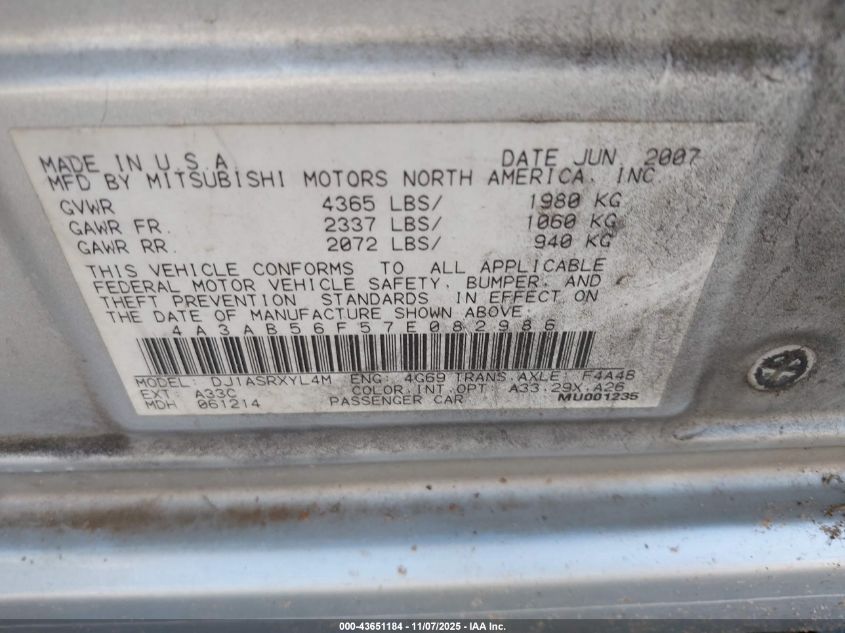 MADE IN U.S.A. DATE JUN. 2007
MFD BY MITSUBISHI MOTORS NORTH AMERICA, INC
GVWR 4365 LBS/ 1980 KG
GAWR FR. 2337 LBS/ 1060 KG
GAWR RR. 2072 LBS/ 940 KG
THIS VEHICLE CONFORMS TO ALL APPLICABLE
FEDERAL MOTOR VEHICLE SAFETY, BUMPER, AND
THEFT PREVENTION STANDARDS IN EFFECT ON
THE DATE OF MANUFACTURE SHOWN ABOVE:
4A3AB56F57E082986
MODEL: DJ1ASRXYL4M ENG: 4G69 TRANS.AXLE: F4A4B
EXT: A33C COLOR.INT.OPT: A33.29X.A26
MDH 061214 PASSENGER CAR MU001235
000-43651184 - 11/07/2025 - IAA Inc.